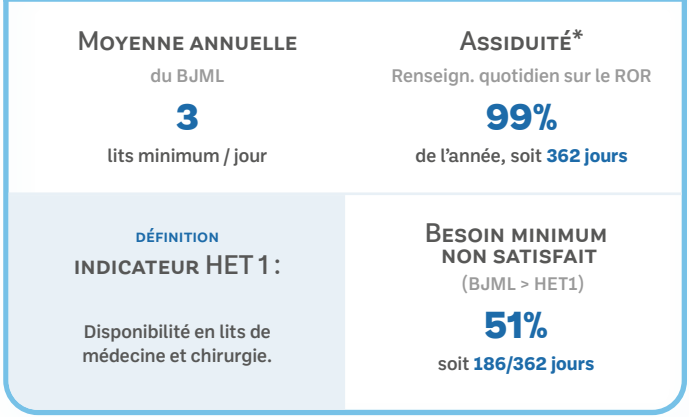 Moyenne annuelle
du BJML
3
lits minimum / jour
Assiduité*
Renseign. quotidien sur le ROR
99%
de l'année, soit 362 jours
définition
indicateur HET 1 :
Disponibilité en lits de
médecine et chirurgie.
Besoin minimum
non satisfait
(BJML > HET1)
51%
soit 186/362 jours